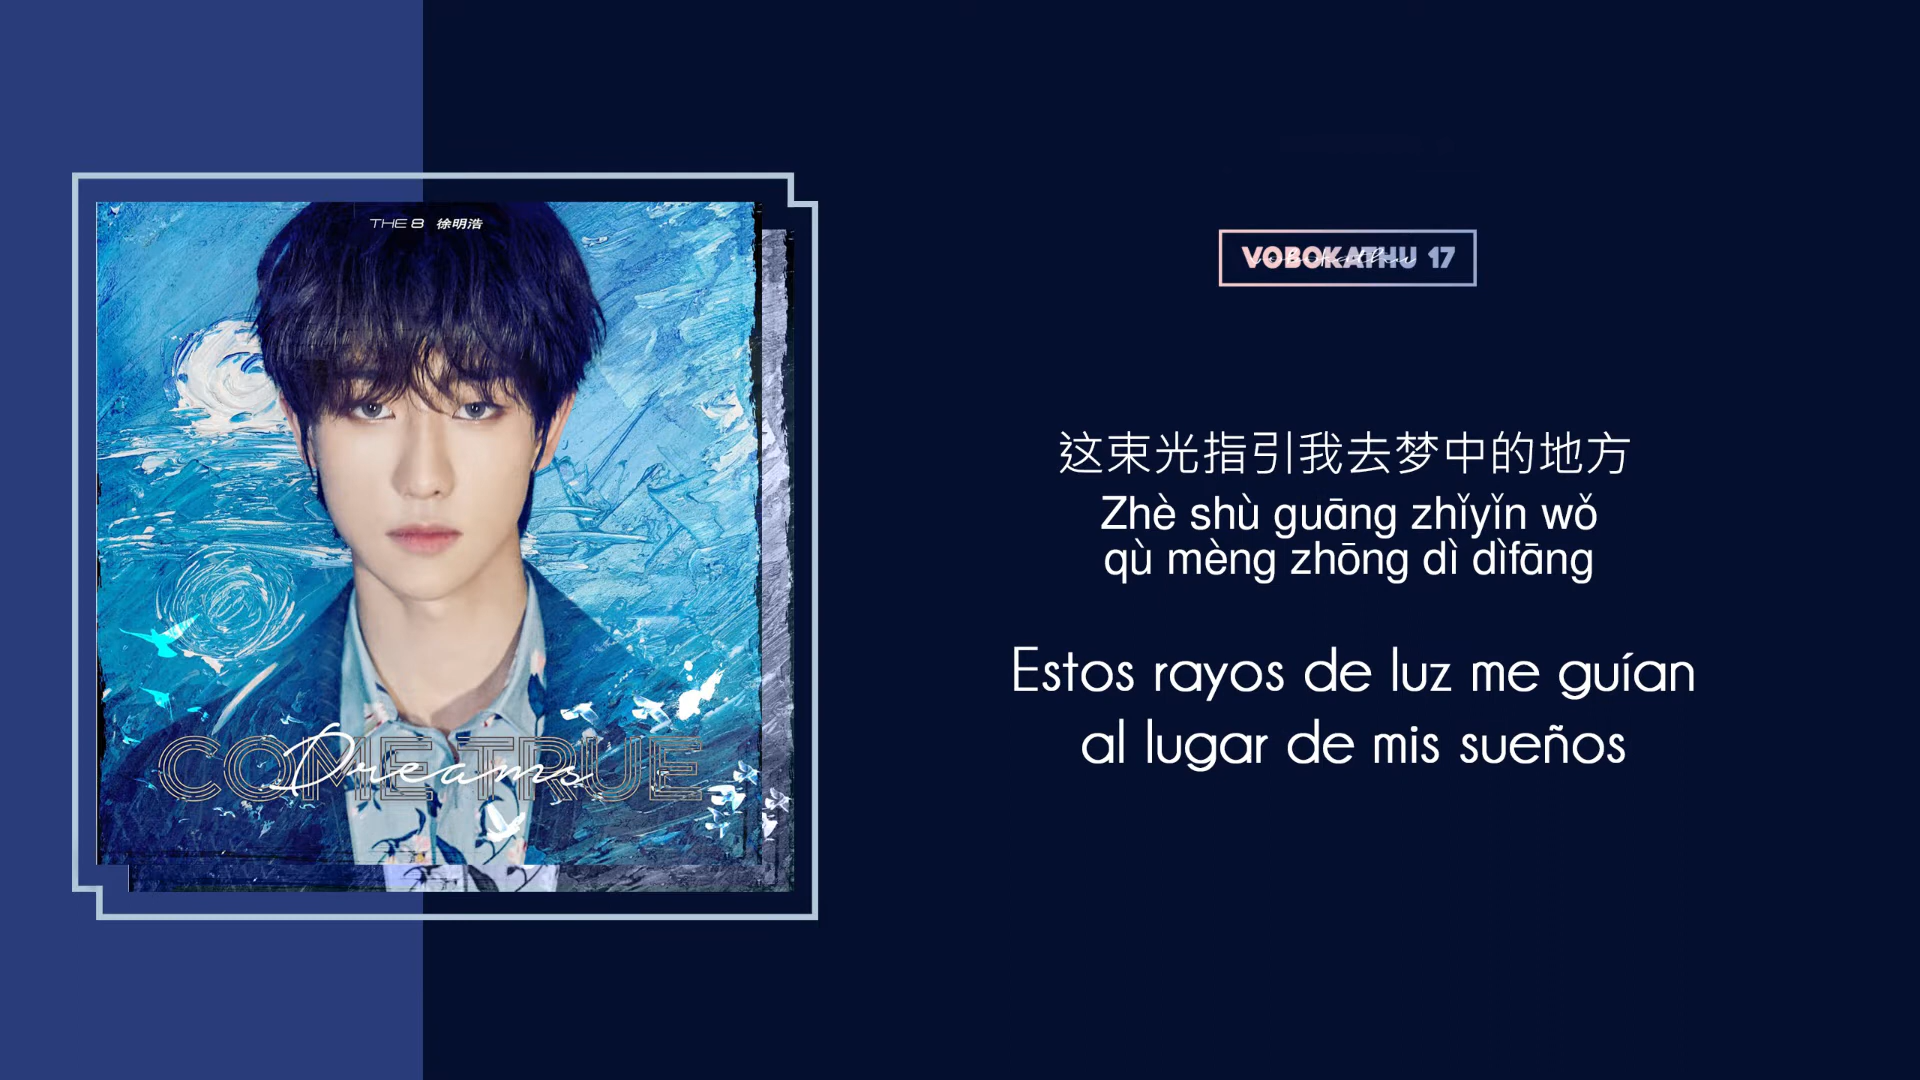 THE 8 徐明浩
COME TRUE
Dreams
VOBOKATHU 17
这束光指引我去梦中的地方
Zhè shù guāng zhǐyǐn wǒ
qù mèng zhōng dì dìfāng
Estos rayos de luz me guían
al lugar de mis sueños